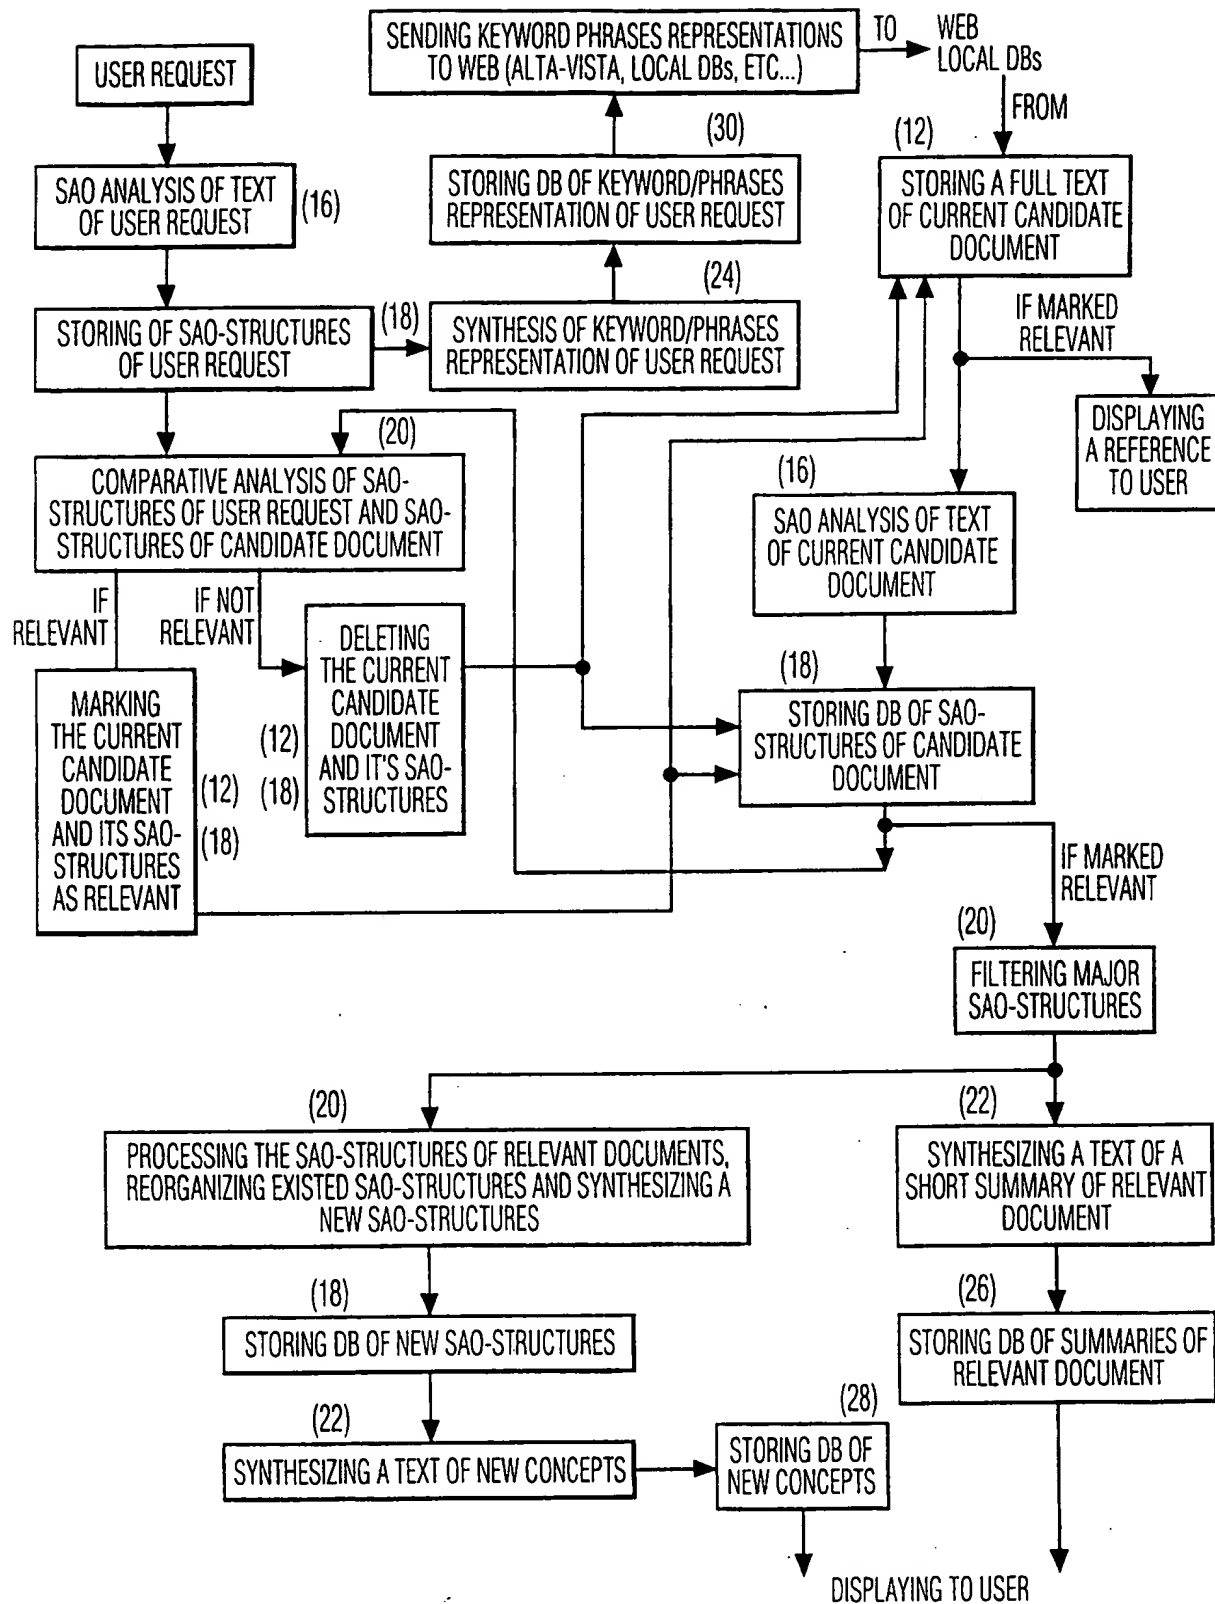 USER REQUEST
SENDING KEYWORD PHRASES REPRESENTATIONS
TO WEB (ALTA-VISTA, LOCAL DBs, ETC...)
TO
WEB
LOCAL DBs
FROM
SAO ANALYSIS OF TEXT
OF USER REQUEST
(16)
(30)
STORING DB OF KEYWORD/PHRASES
REPRESENTATION OF USER REQUEST
(12)
STORING A FULL TEXT
OF CURRENT CANDIDATE
DOCUMENT
STORING OF SAO-STRUCTURES
OF USER REQUEST
(18)
(24)
SYNTHESIS OF KEYWORD/PHRASES
REPRESENTATION OF USER REQUEST
IF MARKED
RELEVANT
DISPLAYING
A REFERENCE
TO USER
(20)
COMPARATIVE ANALYSIS OF SAO-
STRUCTURES OF USER REQUEST AND SAO-
STRUCTURES OF CANDIDATE DOCUMENT
(16)
SAO ANALYSIS OF TEXT
OF CURRENT CANDIDATE
DOCUMENT
IF
RELEVANT
IF NOT
RELEVANT
MARKING
THE CURRENT
CANDIDATE
DOCUMENT
AND ITS SAO-
STRUCTURES
AS RELEVANT
(12)
(18)
DELETING
THE CURRENT
CANDIDATE
DOCUMENT
AND IT'S SAO-
STRUCTURES
(12)
(18)
(18)
STORING DB OF SAO-
STRUCTURES OF CANDIDATE
DOCUMENT
IF MARKED
RELEVANT
(20)
FILTERING MAJOR
SAO-STRUCTURES
(20)
PROCESSING THE SAO-STRUCTURES OF RELEVANT DOCUMENTS,
REORGANIZING EXISTED SAO-STRUCTURES AND SYNTHESIZING A
NEW SAO-STRUCTURES
(22)
SYNTHESIZING A TEXT OF A
SHORT SUMMARY OF RELEVANT
DOCUMENT
(18)
STORING DB OF NEW SAO-STRUCTURES
(26)
STORING DB OF SUMMARIES OF
RELEVANT DOCUMENT
(22)
SYNTHESIZING A TEXT OF NEW CONCEPTS
(28)
STORING DB OF
NEW CONCEPTS
DISPLAYING TO USER